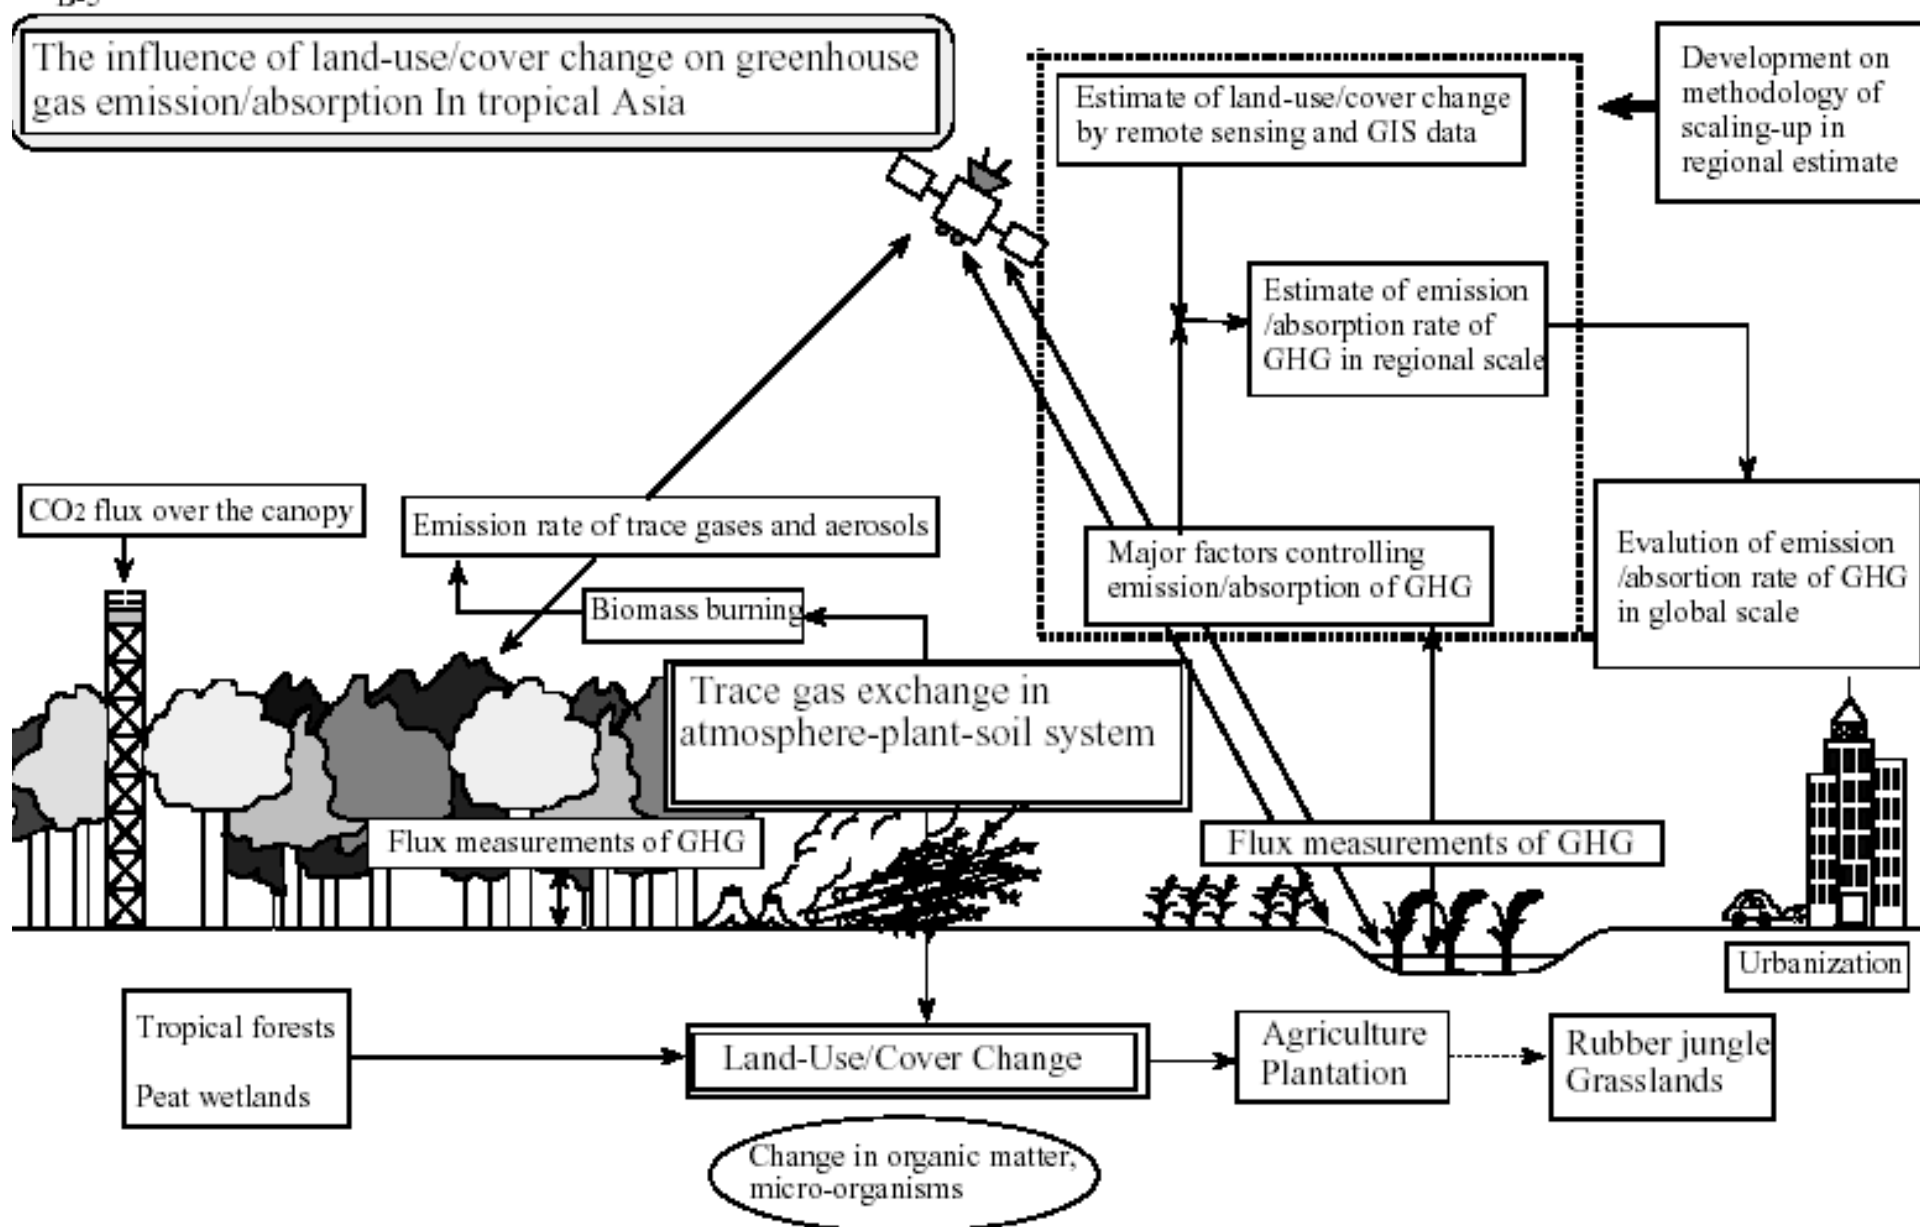 B-5
The influence of land-use/cover change on greenhouse
gas emission/absorption In tropical Asia
Estimate of land-use/cover change
by remote sensing and GIS data
Development on
methodology of
scaling-up in
regional estimate
Estimate of emission
/absorption rate of
GHG in regional scale
CO2 flux over the canopy
Emission rate of trace gases and aerosols
Biomass burning
Major factors controlling
emission/absorption of GHG
Evalution of emission
/absortion rate of GHG
in global scale
Trace gas exchange in
atmosphere-plant-soil system
Flux measurements of GHG
Flux measurements of GHG
Urbanization
Tropical forests
Peat wetlands
Land-Use/Cover Change
Agriculture
Plantation
Rubber jungle
Grasslands
Change in organic matter,
micro-organisms